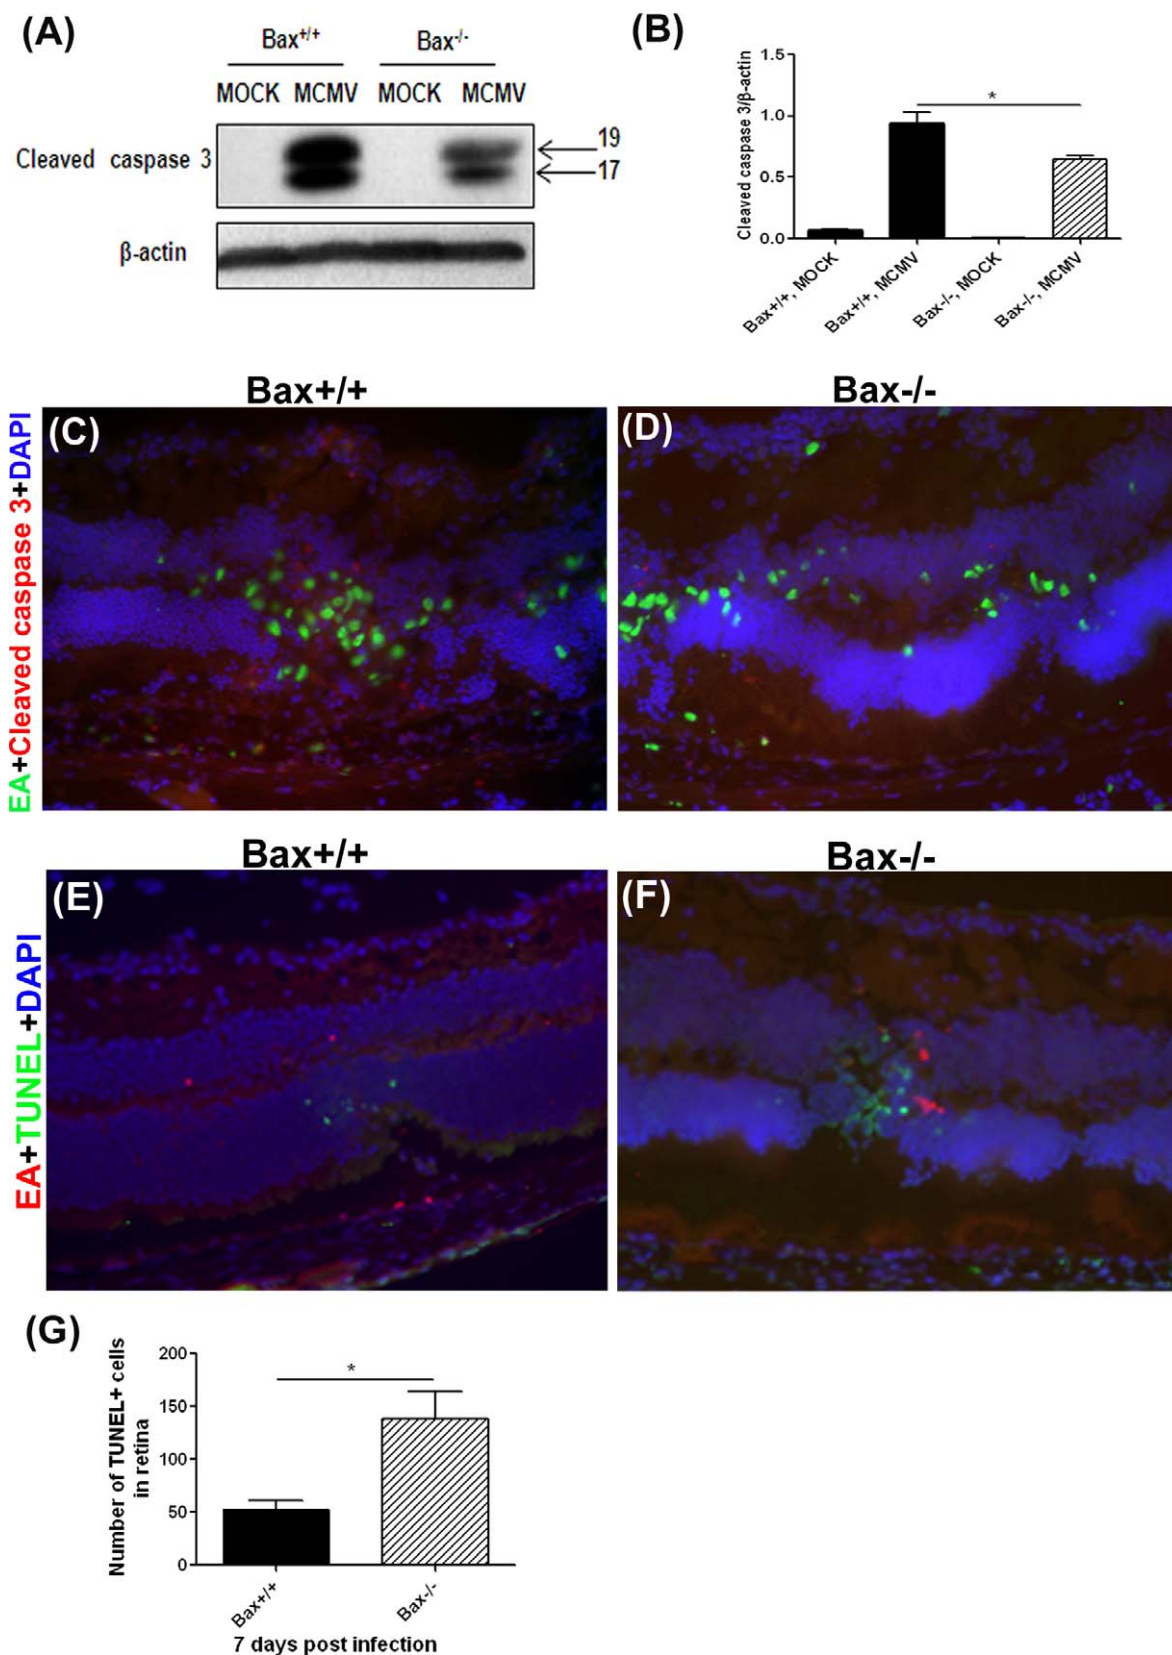 (A)
Bax+/+ Bax-/-
MOCK MCMV MOCK MCMV
Cleaved caspase 3
19
17
β-actin
(B)
Cleaved caspase 3/β-actin
1.5
1.0
0.5
0.0
*
Bax+/+, MOCK
Bax+/+, MCMV
Bax-/-, MOCK
Bax-/-, MCMV
Bax+/+ Bax-/-
EA+Cleaved caspase 3+DAPI
(C) (D)
Bax+/+ Bax-/-
EA+TUNEL+DAPI
(E) (F)
(G)
Number of TUNEL+ cells
in retina
200
150
100
50
0
*
Bax+/+
Bax-/-
7 days post infection